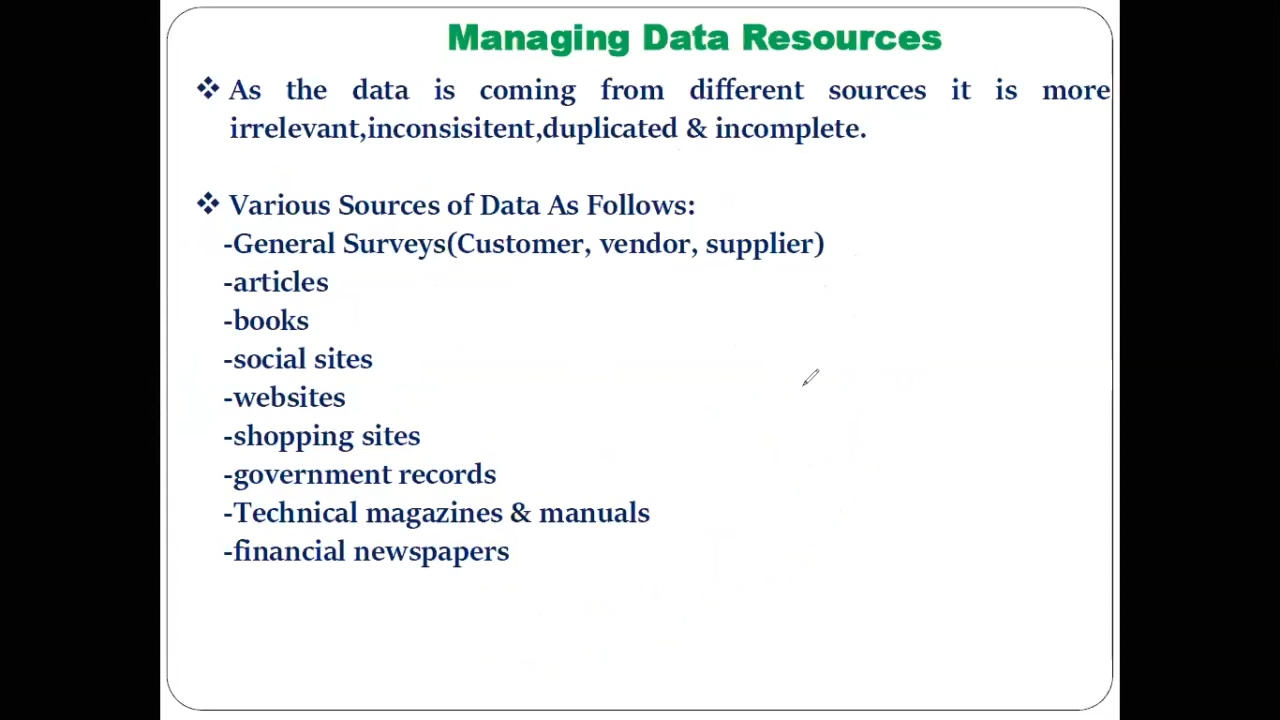 Managing Data Resources
❖ As the data is coming from different sources it is more
irrelevant,inconsisitent,duplicated & incomplete.
❖ Various Sources of Data As Follows:
-General Surveys(Customer, vendor, supplier)
-articles
-books
-social sites
-websites
-shopping sites
-government records
-Technical magazines & manuals
-financial newspapers